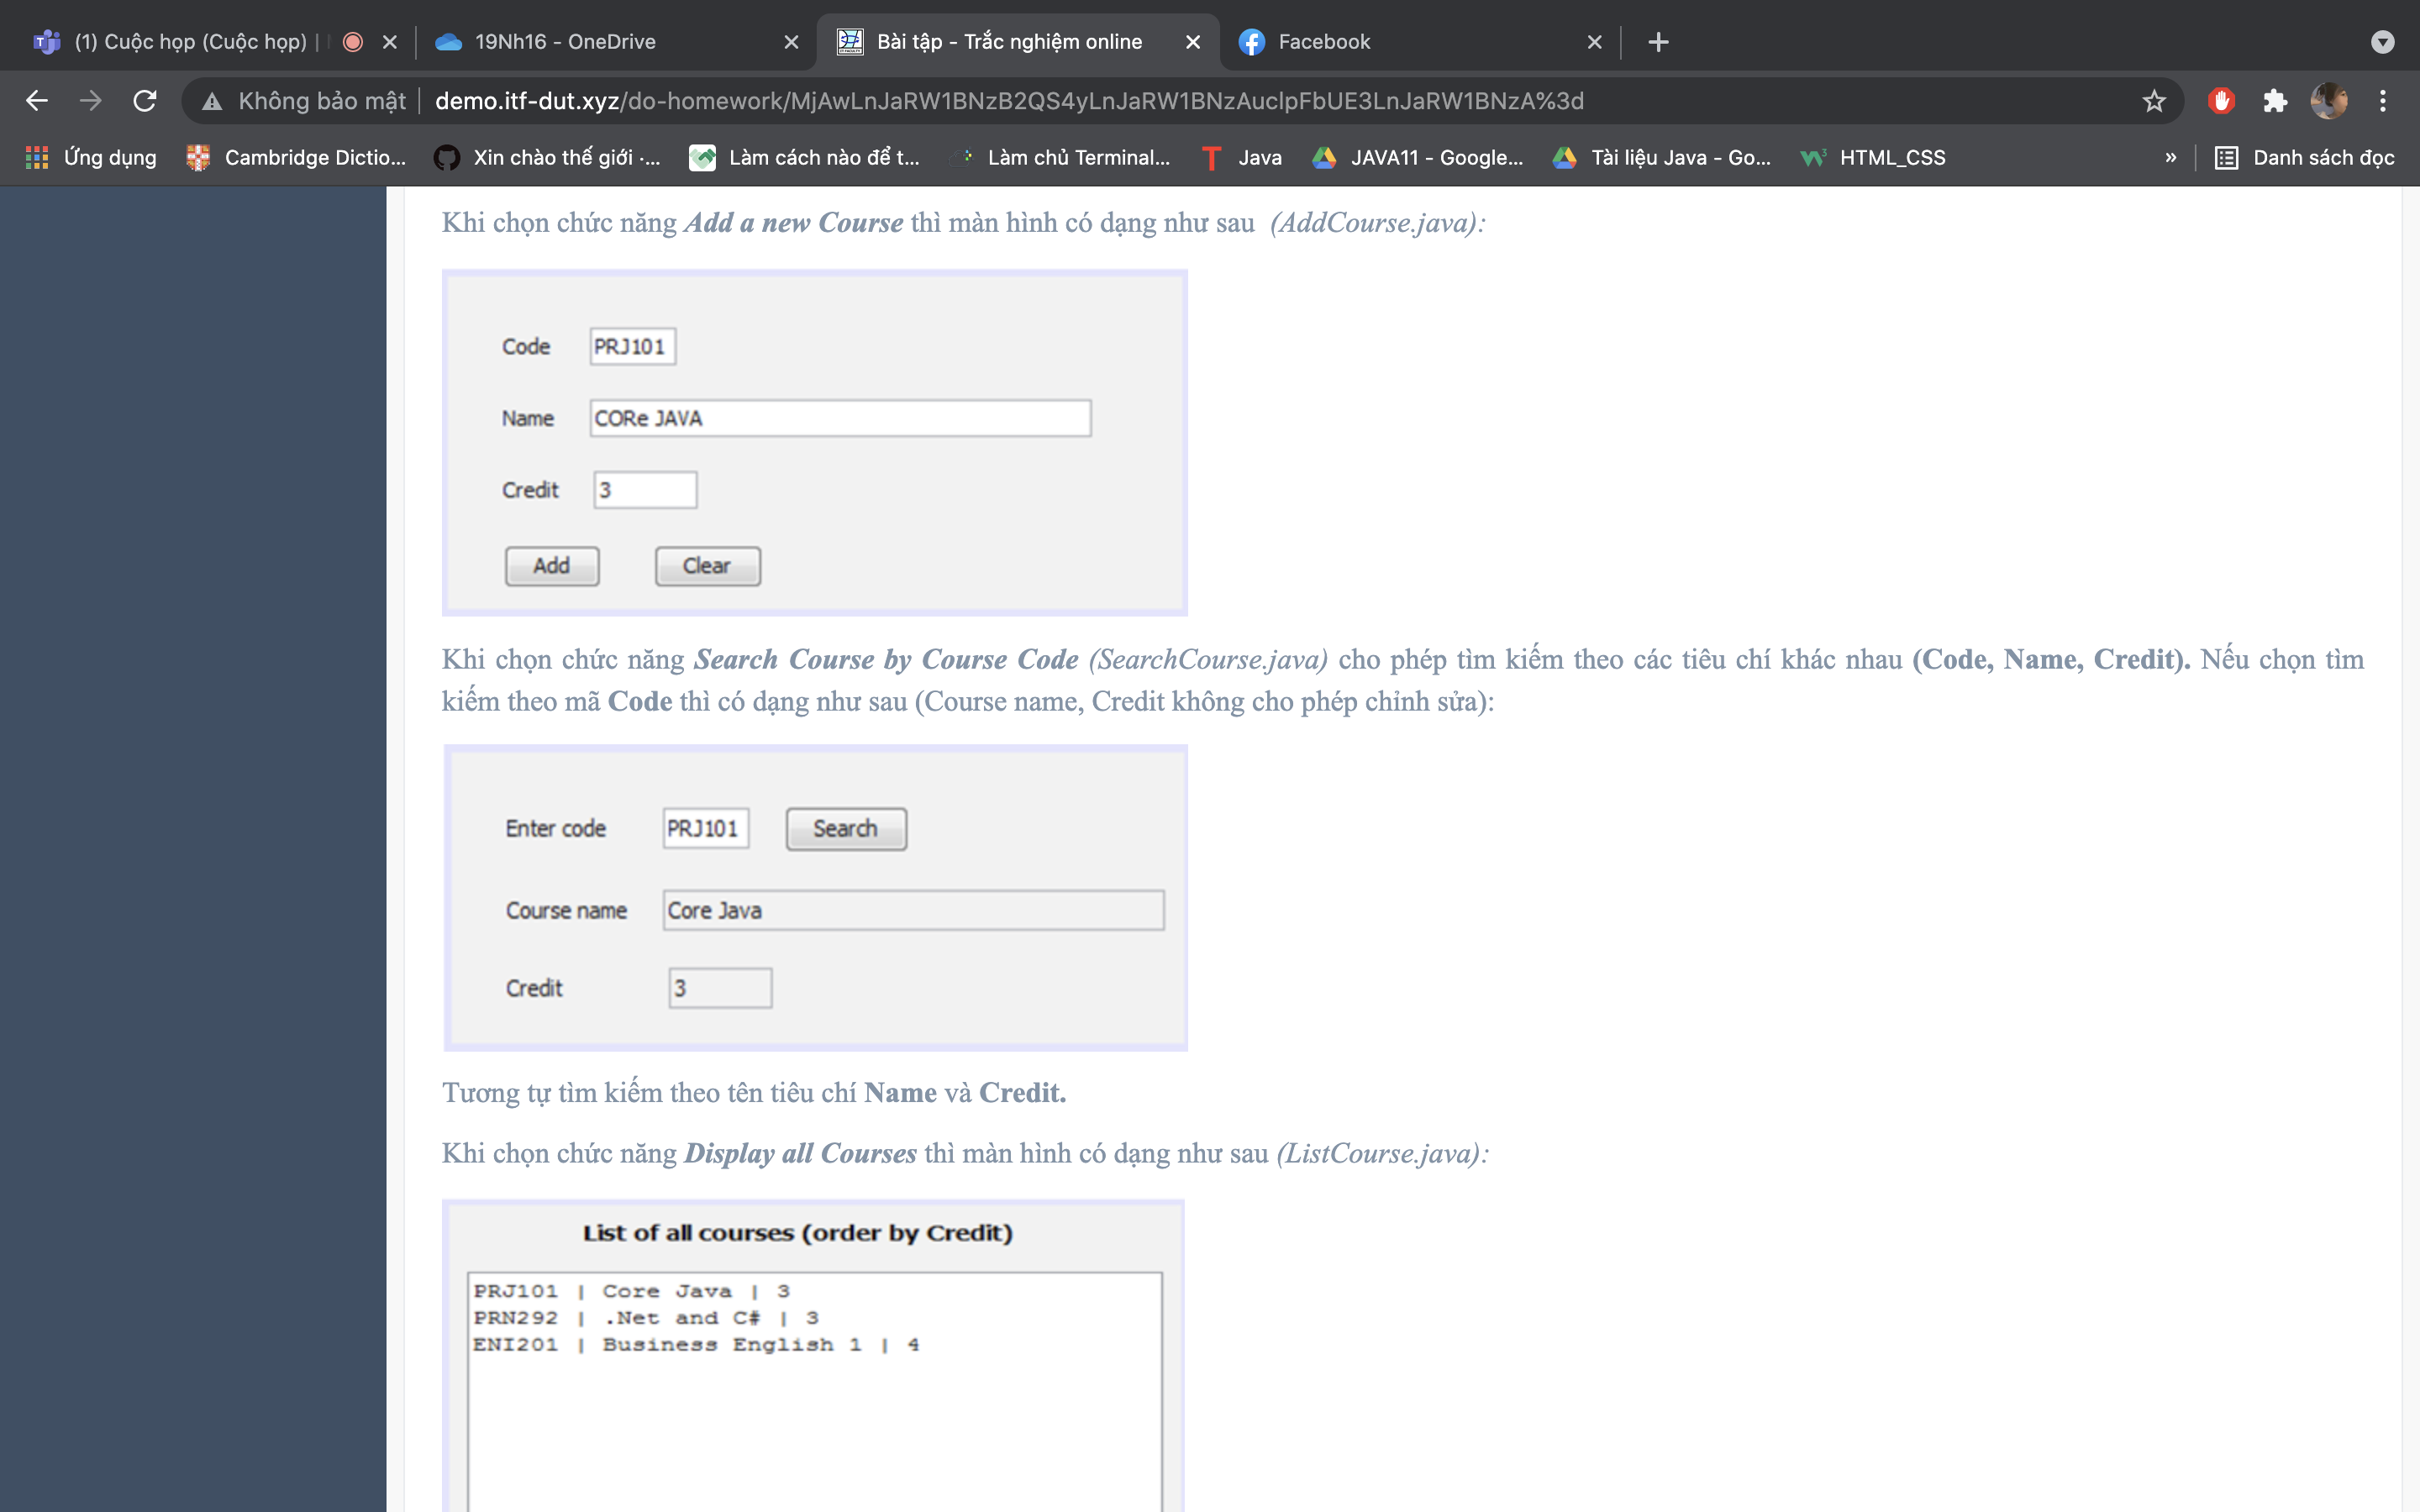 (1) Cuộc họp (Cuộc họp) |
19Nh16 - OneDrive
Bài tập - Trắc nghiệm online
Facebook
Không bảo mật
demo.itf-dut.xyz/do-homework/MjAwLnJaRW1BNzB2QS4yLnJaRW1BNzAucIpFbUE3LnJaRW1BNzA%3d
Ứng dụng
Cambridge Dictio...
Xin chào thế giới ·...
Làm cách nào để t...
Làm chủ Terminal...
Java
JAVA11 - Google...
Tài liệu Java - Go...
HTML_CSS
»
Danh sách đọc
Khi chọn chức năng Add a new Course thì màn hình có dạng như sau (AddCourse.java):
Code PRJ101
Name CORe JAVA
Credit 3
Add Clear
Khi chọn chức năng Search Course by Course Code (SearchCourse.java) cho phép tìm kiếm theo các tiêu chí khác nhau (Code, Name, Credit). Nếu chọn tìm
kiếm theo mã Code thì có dạng như sau (Course name, Credit không cho phép chỉnh sửa):
Enter code PRJ101 Search
Course name Core Java
Credit 3
Tương tự tìm kiếm theo tên tiêu chí Name và Credit.
Khi chọn chức năng Display all Courses thì màn hình có dạng như sau (ListCourse.java):
List of all courses (order by Credit)
PRJ101 | Core Java | 3
PRN292 | .Net and C# | 3
ENI201 | Business English 1 | 4